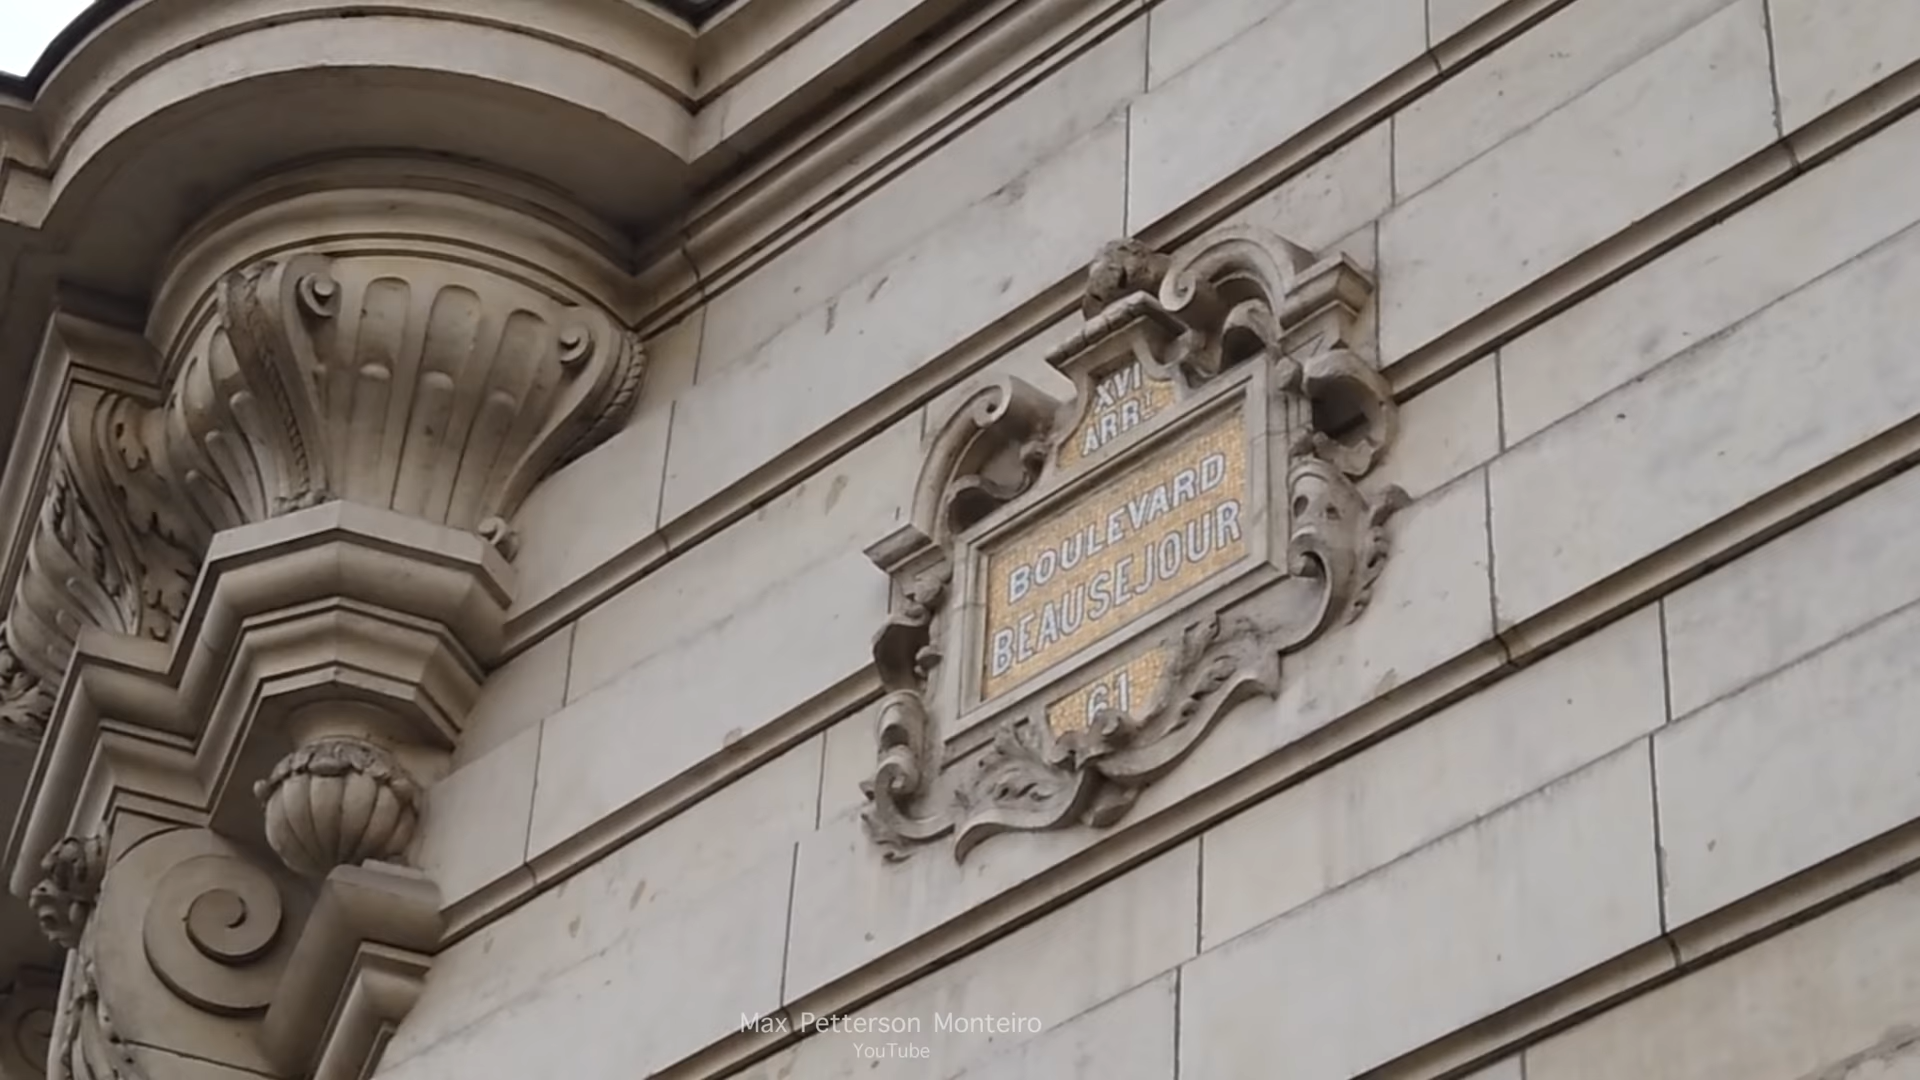 XVI
ARRT
BOULEVARD
BEAUSEJOUR
61
Max Petterson Monteiro
YouTube